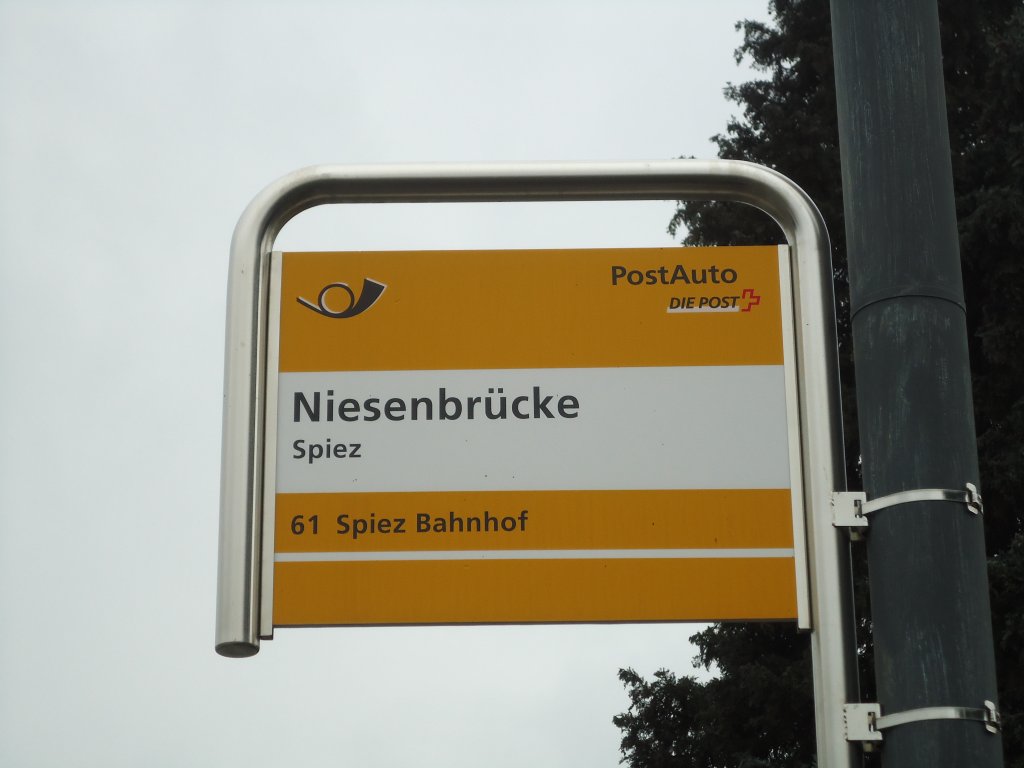 PostAuto
DIE POST
Niesenbrücke
Spiez
61 Spiez Bahnhof